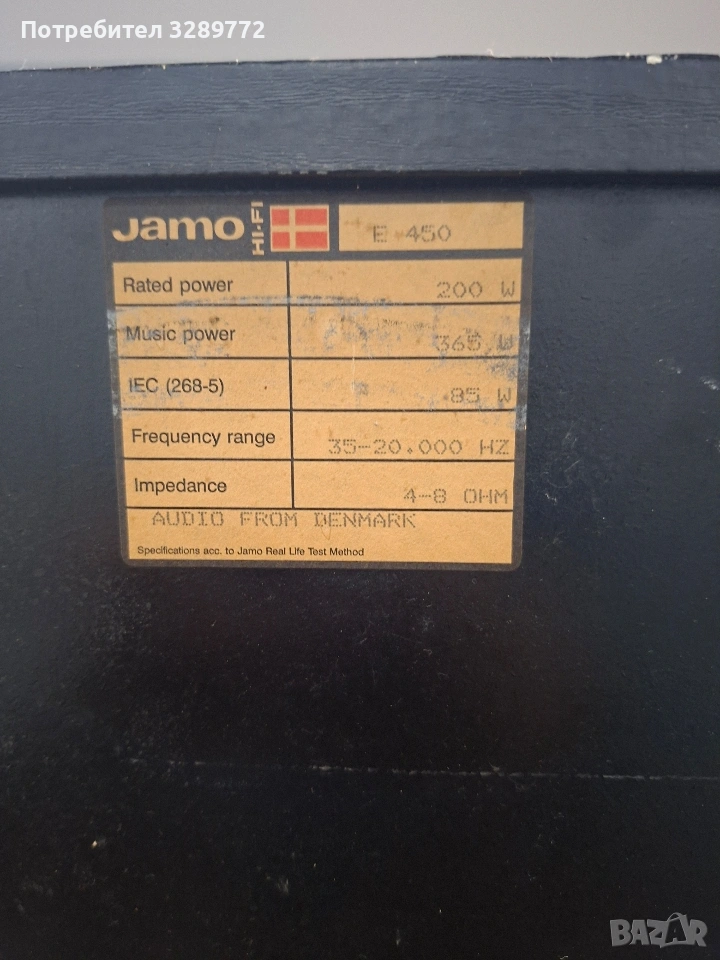 Потребител 3289772
Jamo HI-FI E 450
Rated power 200 W
Music power 365 W
IEC (268-5) 85 W
Frequency range 35-20.000 HZ
Impedance 4-8 OHM
AUDIO FROM DENMARK
Specifications acc. to Jamo Real Life Test Method
BAZAR